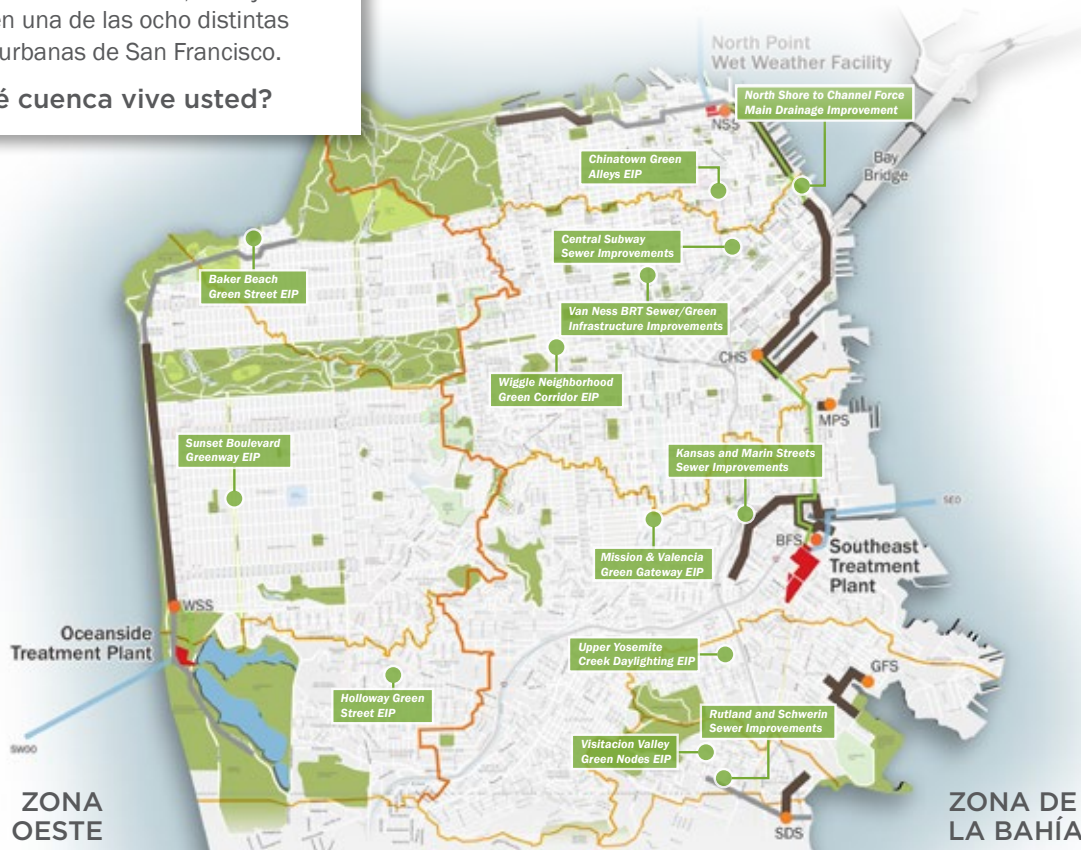 en una de las ocho distintas
urbanas de San Francisco.
é cuenca vive usted?
North Point
Wet Weather Facility
North Shore to Channel Force
Main Drainage Improvement
NSS
Bay
Bridge
Chinatown Green
Alleys EIP
Central Subway
Sewer Improvements
Baker Beach
Green Street EIP
Van Ness BRT Sewer/Green
Infrastructure Improvements
CHS
Wiggle Neighborhood
Green Corridor EIP
MPS
Sunset Boulevard
Greenway EIP
Kansas and Marin Streets
Sewer Improvements
SEO
BFS
Southeast
Treatment
Plant
Mission & Valencia
Green Gateway EIP
WSS
Oceanside
Treatment Plant
Upper Yosemite
Creek Daylighting EIP
GFS
Holloway Green
Street EIP
Rutland and Schwerin
Sewer Improvements
Visitacion Valley
Green Nodes EIP
SWOO
ZONA
OESTE
SDS
ZONA DE
LA BAHÍA